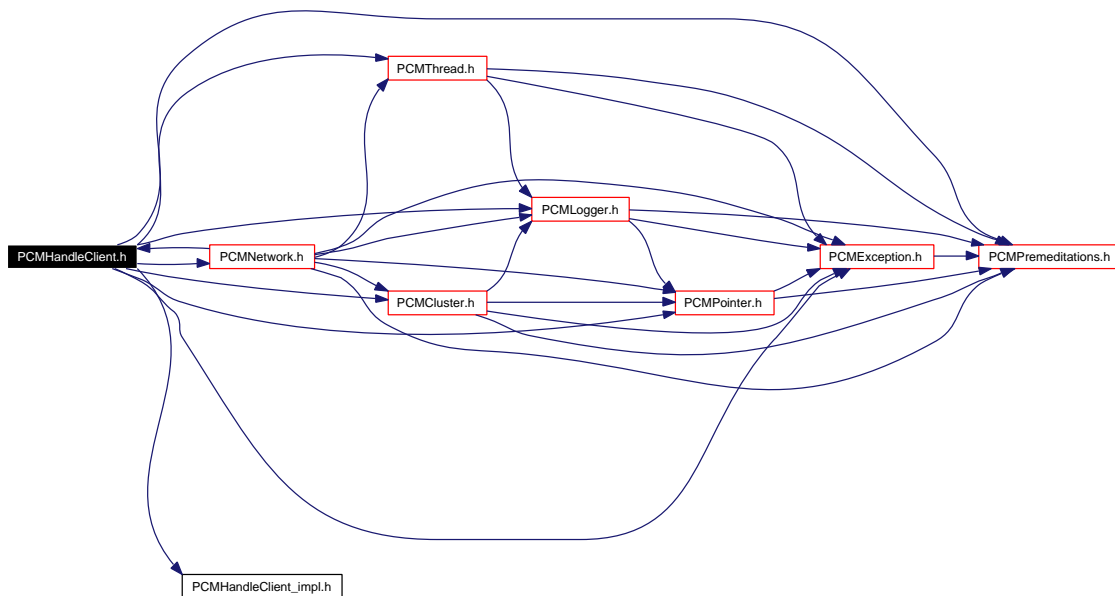 PCMThread.h
PCMLogger.h
PCMHandleClient.h
PCMNetwork.h
PCMException.h
PCMPremeditations.h
PCMCluster.h
PCMPointer.h
PCMHandleClient_impl.h